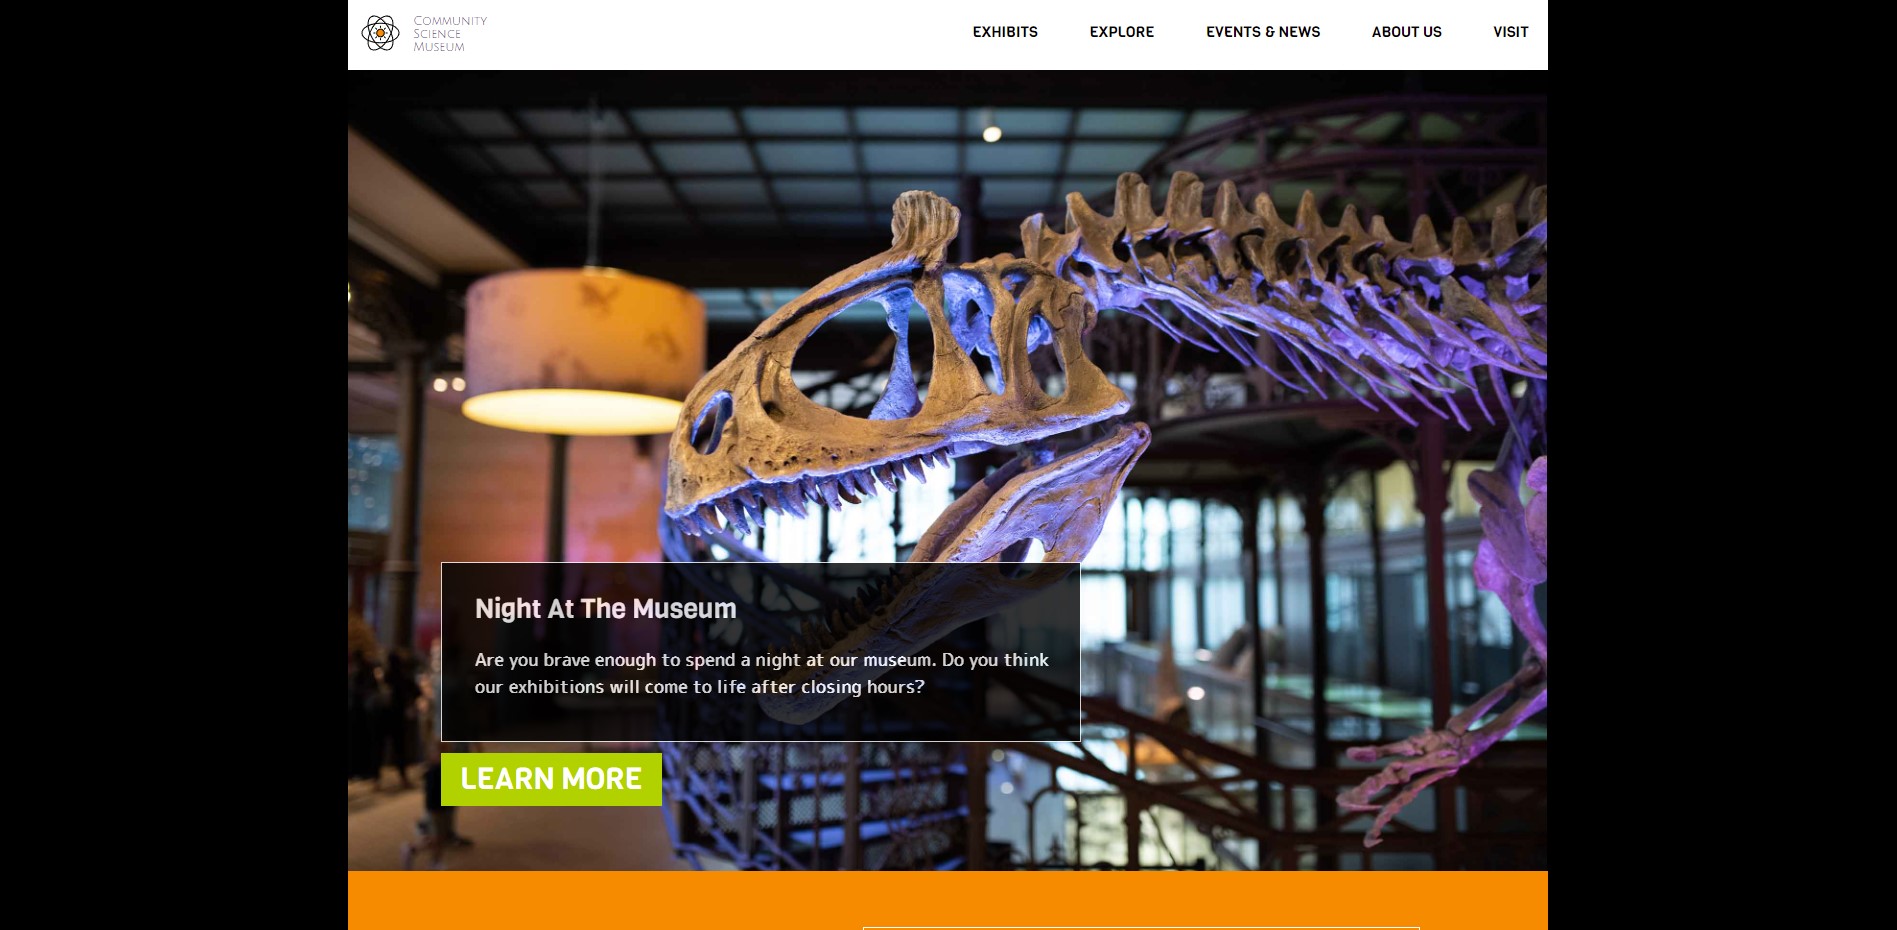 Community
Science
Museum
EXHIBITS
EXPLORE
EVENTS & NEWS
ABOUT US
VISIT
Night At The Museum
Are you brave enough to spend a night at our museum. Do you think
our exhibitions will come to life after closing hours?
LEARN MORE